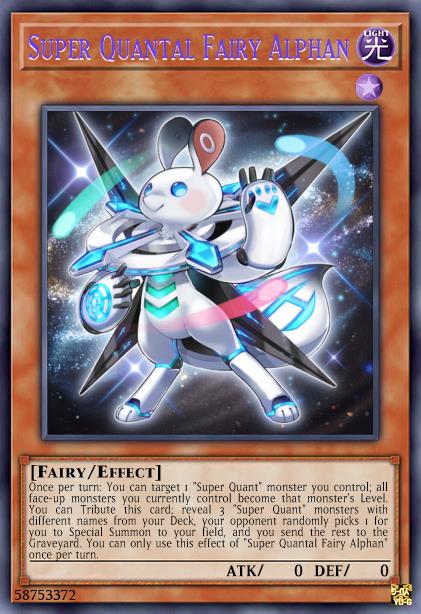 SUPER QUANTAL FAIRY ALPHAN
LIGHT
光
[FAIRY/EFFECT]
Once per turn: You can target 1 "Super Quant" monster you control; all
face-up monsters you currently control become that monster's Level.
You can Tribute this card; reveal 3 "Super Quant" monsters with
different names from your Deck, your opponent randomly picks 1 for
you to Special Summon to your field, and you send the rest to the
Graveyard. You can only use this effect of "Super Quantal Fairy Alphan"
once per turn.
ATK/ 0 DEF/ 0
58753372